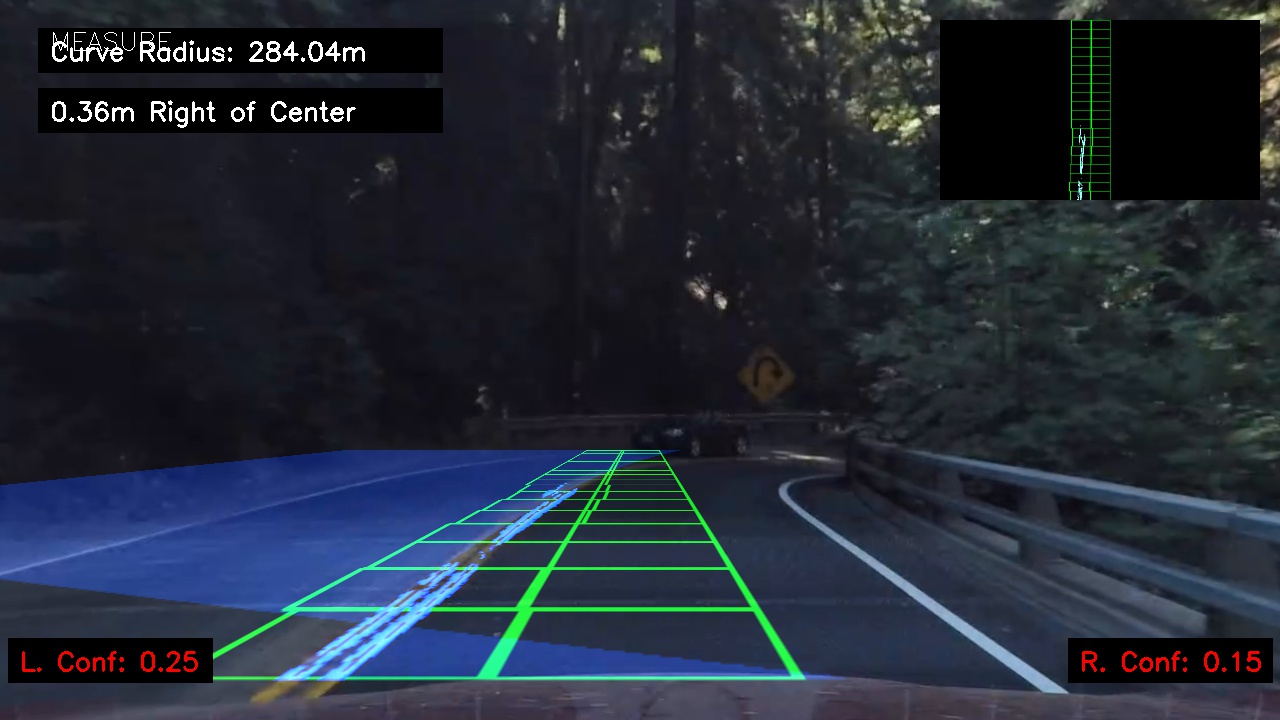 MEASURE
Curve Radius: 284.04m
0.36m Right of Center
L. Conf: 0.25
R. Conf: 0.15